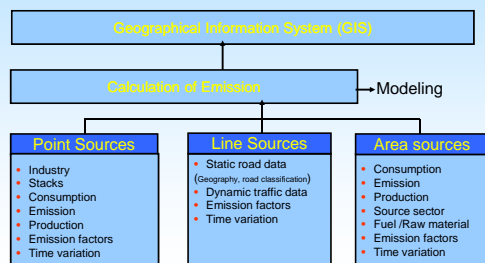 Geographical Information System (GIS)
Calculation of Emission
Modeling
Point Sources
• Industry
• Stacks
• Consumption
• Emission
• Production
• Emission factors
• Time variation
Line Sources
• Static road data
(Geography, road classification)
• Dynamic traffic data
• Emission factors
• Time variation
Area sources
• Consumption
• Emission
• Production
• Source sector
• Fuel /Raw material
• Emission factors
• Time variation